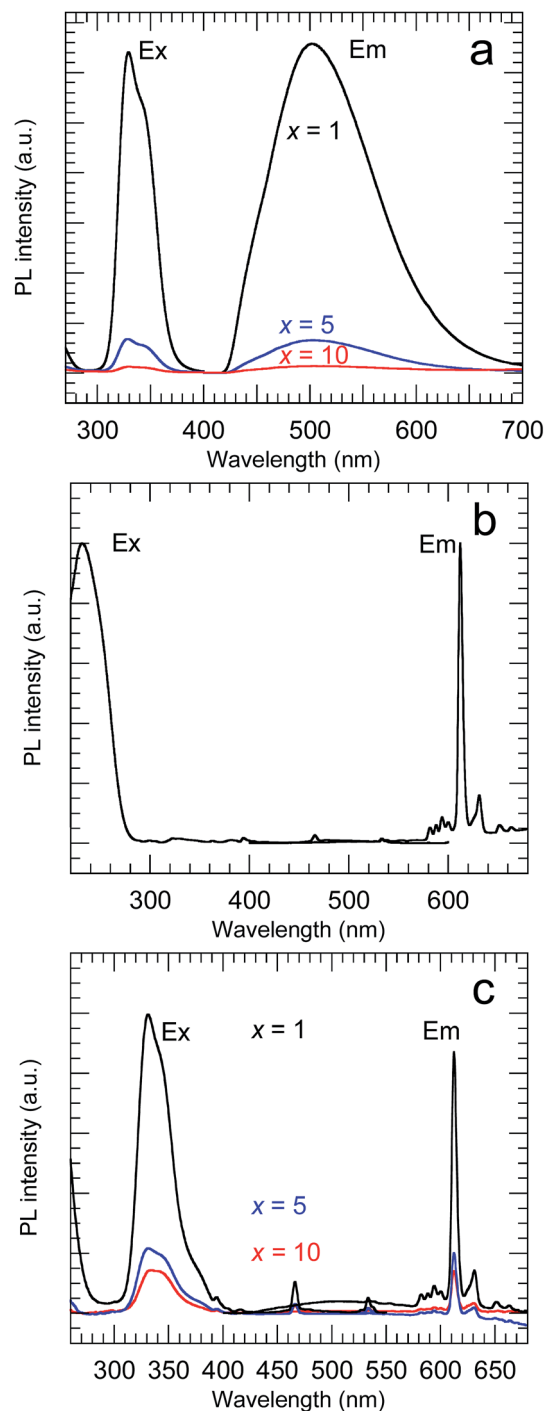 a
Ex
Em
x = 1
x = 5
x = 10
PL intensity (a.u.)
300 400 500 600 700
Wavelength (nm)
b
Ex
Em
PL intensity (a.u.)
300 400 500 600
Wavelength (nm)
c
Ex
x = 1
Em
x = 5
x = 10
PL intensity (a.u.)
300 350 400 450 500 550 600 650
Wavelength (nm)